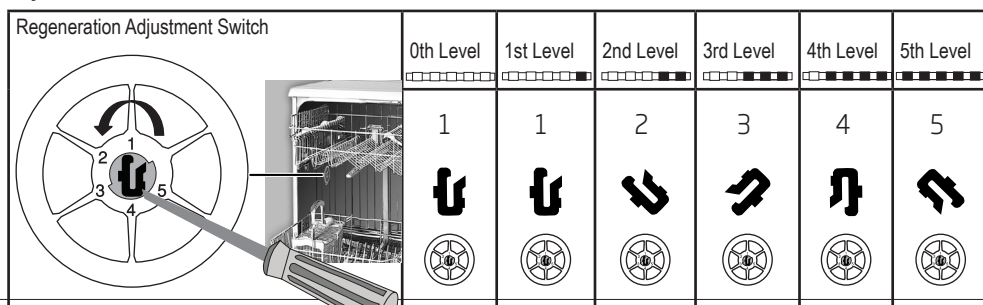 Regeneration Adjustment Switch
0th Level 1st Level 2nd Level 3rd Level 4th Level 5th Level
1 1 2 3 4 5
1
2
3 5
4